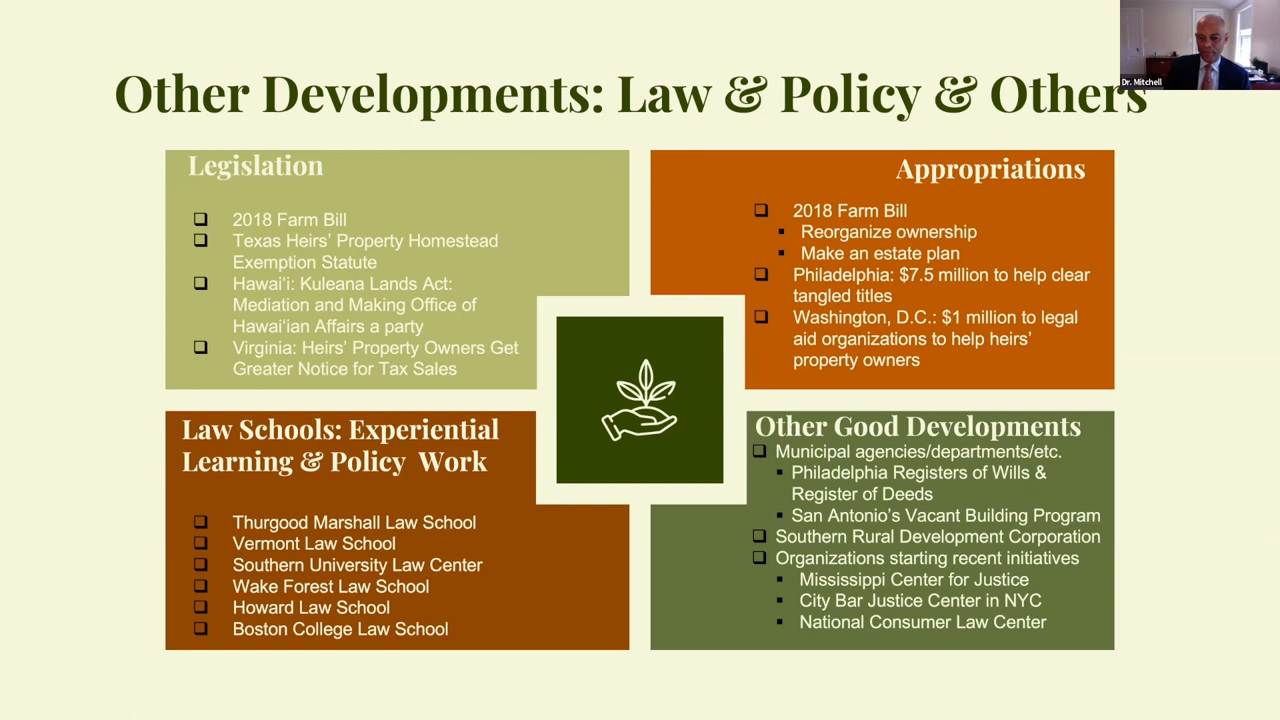 Dr. Mitchell
Other Developments: Law & Policy & Others
Legislation
2018 Farm Bill
Texas Heirs' Property Homestead
Exemption Statute
Hawai'i: Kuleana Lands Act:
Mediation and Making Office of
Hawai'ian Affairs a party
Virginia: Heirs' Property Owners Get
Greater Notice for Tax Sales
Appropriations
2018 Farm Bill
Reorganize ownership
Make an estate plan
Philadelphia: $7.5 million to help clear
tangled titles
Washington, D.C.: $1 million to legal
aid organizations to help heirs'
property owners
Law Schools: Experiential
Learning & Policy Work
Thurgood Marshall Law School
Vermont Law School
Southern University Law Center
Wake Forest Law School
Howard Law School
Boston College Law School
Other Good Developments
Municipal agencies/departments/etc.
Philadelphia Registers of Wills &
Register of Deeds
San Antonio's Vacant Building Program
Southern Rural Development Corporation
Organizations starting recent initiatives
Mississippi Center for Justice
City Bar Justice Center in NYC
National Consumer Law Center